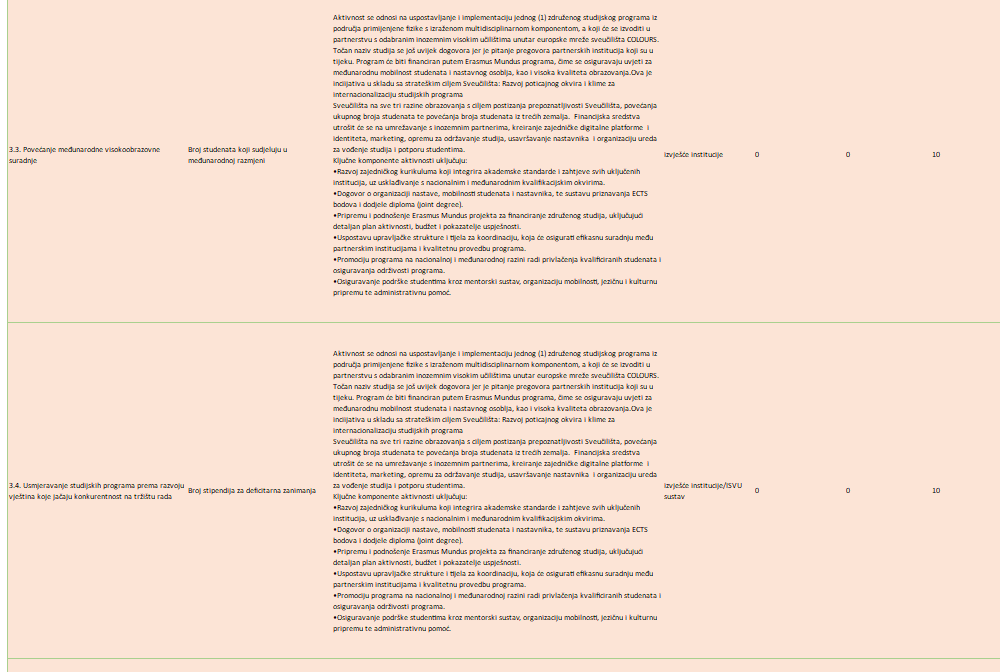 Aktivnost se odnosi na uspostavljanje i implementaciju jednog (1) združenog studijskog programa iz
područja primijenjene fizike s izraženom multidisciplinarnom komponentom, a koji će se izvoditi u
partnerstvu s odabranim inozemnim visokim učilištima unutar europske mreže sveučilišta COLOURS.
Točan naziv studija se još uvijek dogovora jer je pitanje pregovora partnerskih institucija koji su u
tijeku. Program će biti financiran putem Erasmus Mundus programa, čime se osiguravaju uvjeti za
međunarodnu mobilnost studenata i nastavnog osoblja, kao i visoka kvaliteta obrazovanja.Ova je
inicijativa u skladu sa strateškim ciljem Sveučilišta: Razvoj poticajnog okvira i klime za
internacionalizaciju studijskih programa
Sveučilišta na sve tri razine obrazovanja s ciljem postizanja prepoznatljivosti Sveučilišta, povećanja
ukupnog broja studenata te povećanja broja studenata iz trećih zemalja.  Financijska sredstva
utrošit će se na umrežavanje s inozemnim partnerima, kreiranje zajedničke digitalne platforme  i
identiteta, marketing, opremu za održavanje studija, usavršavanje nastavnika  i organizaciju ureda
za vođenje studija i potporu studentima.
Ključne komponente aktivnosti uključuju:
•Razvoj zajedničkog kurikuluma koji integrira akademske standarde i zahtjeve svih uključenih
institucija, uz usklađivanje s nacionalnim i međunarodnim kvalifikacijskim okvirima.
•Dogovor o organizaciji nastave, mobilnosti studenata i nastavnika, te sustavu priznavanja ECTS
bodova i dodjele diploma (joint degree).
•Pripremu i podnošenje Erasmus Mundus projekta za financiranje združenog studija, uključujući
detaljan plan aktivnosti, budžet i pokazatelje uspješnosti.
•Uspostavu upravljačke strukture i tijela za koordinaciju, koja će osigurati efikasnu suradnju među
partnerskim institucijama i kvalitetnu provedbu programa.
•Promociju programa na nacionalnoj i međunarodnoj razini radi privlačenja kvalificiranih studenata i
osiguravanja održivosti programa.
•Osiguravanje podrške studentima kroz mentorski sustav, organizaciju mobilnosti, jezičnu i kulturnu
pripremu te administrativnu pomoć.
3.3. Povećanje međunarodne visokoobrazovne
suradnje
Broj studenata koji sudjeluju u
međunarodnoj razmjeni
izvješće institucije
0
0
10
Aktivnost se odnosi na uspostavljanje i implementaciju jednog (1) združenog studijskog programa iz
područja primijenjene fizike s izraženom multidisciplinarnom komponentom, a koji će se izvoditi u
partnerstvu s odabranim inozemnim visokim učilištima unutar europske mreže sveučilišta COLOURS.
Točan naziv studija se još uvijek dogovora jer je pitanje pregovora partnerskih institucija koji su u
tijeku. Program će biti financiran putem Erasmus Mundus programa, čime se osiguravaju uvjeti za
međunarodnu mobilnost studenata i nastavnog osoblja, kao i visoka kvaliteta obrazovanja.Ova je
inicijativa u skladu sa strateškim ciljem Sveučilišta: Razvoj poticajnog okvira i klime za
internacionalizaciju studijskih programa
Sveučilišta na sve tri razine obrazovanja s ciljem postizanja prepoznatljivosti Sveučilišta, povećanja
ukupnog broja studenata te povećanja broja studenata iz trećih zemalja.  Financijska sredstva
utrošit će se na umrežavanje s inozemnim partnerima, kreiranje zajedničke digitalne platforme  i
identiteta, marketing, opremu za održavanje studija, usavršavanje nastavnika  i organizaciju ureda
za vođenje studija i potporu studentima.
Ključne komponente aktivnosti uključuju:
•Razvoj zajedničkog kurikuluma koji integrira akademske standarde i zahtjeve svih uključenih
institucija, uz usklađivanje s nacionalnim i međunarodnim kvalifikacijskim okvirima.
•Dogovor o organizaciji nastave, mobilnosti studenata i nastavnika, te sustavu priznavanja ECTS
bodova i dodjele diploma (joint degree).
•Pripremu i podnošenje Erasmus Mundus projekta za financiranje združenog studija, uključujući
detaljan plan aktivnosti, budžet i pokazatelje uspješnosti.
•Uspostavu upravljačke strukture i tijela za koordinaciju, koja će osigurati efikasnu suradnju među
partnerskim institucijama i kvalitetnu provedbu programa.
•Promociju programa na nacionalnoj i međunarodnoj razini radi privlačenja kvalificiranih studenata i
osiguravanja održivosti programa.
•Osiguravanje podrške studentima kroz mentorski sustav, organizaciju mobilnosti, jezičnu i kulturnu
pripremu te administrativnu pomoć.
3.4. Usmjeravanje studijskih programa prema razvoju
vještina koje jačaju konkurentnost na tržištu rada
Broj stipendija za deficitarna zanimanja
izvješće institucije/ISVU
sustav
0
0
10